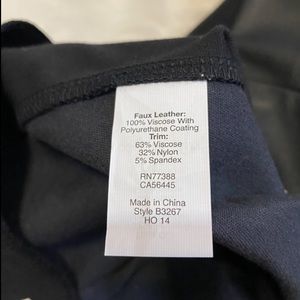 Faux Leather:
100% Viscose With
Polyurethane Coating
Trim:
63% Viscose
32% Nylon
5% Spandex
RN77388
CA56445
Made in China
Style B3267
HO 14